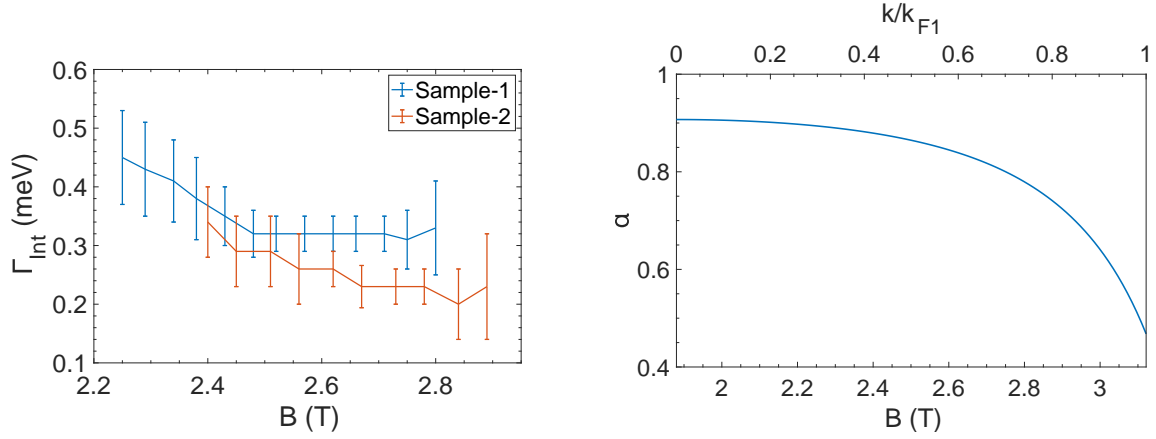 0.6
0.5
0.4
0.3
0.2
0.1
Γ_Int (meV)
Sample-1
Sample-2
2.2 2.4 2.6 2.8
B (T)
k/k_F1
0 0.2 0.4 0.6 0.8 1
1
0.8
0.6
0.4
α
2 2.2 2.4 2.6 2.8 3
B (T)